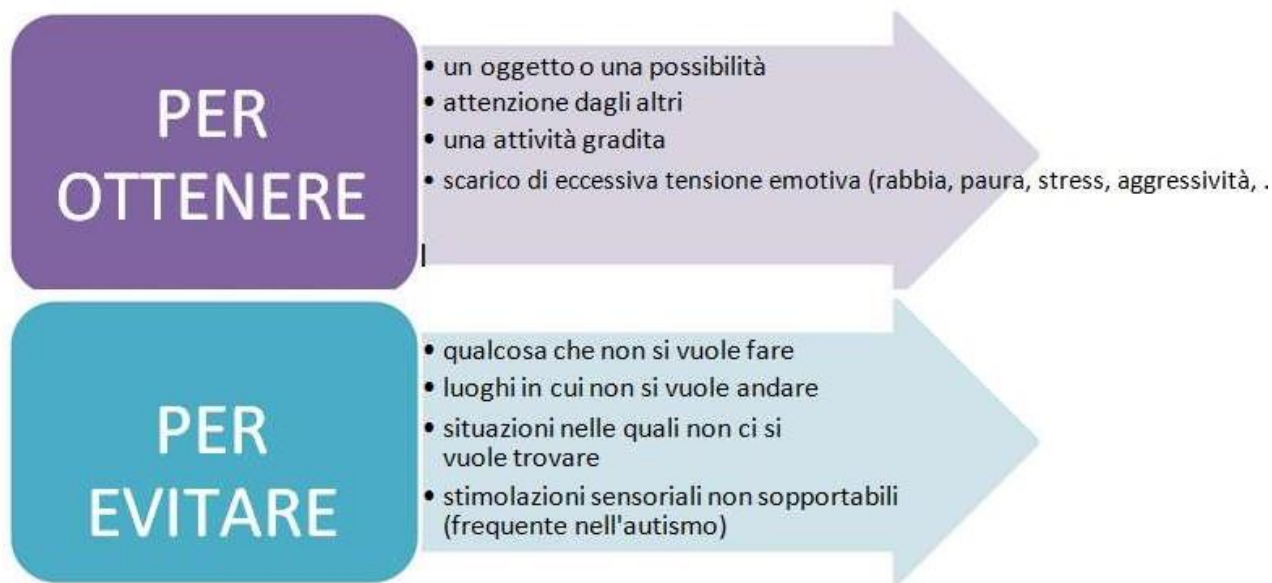 PER
OTTENERE
• un oggetto o una possibilità
• attenzione dagli altri
• una attività gradita
• scarico di eccessiva tensione emotiva (rabbia, paura, stress, aggressività, .
PER
EVITARE
• qualcosa che non si vuole fare
• luoghi in cui non si vuole andare
• situazioni nelle quali non ci si
vuole trovare
• stimolazioni sensoriali non sopportabili
(frequente nell'autismo)